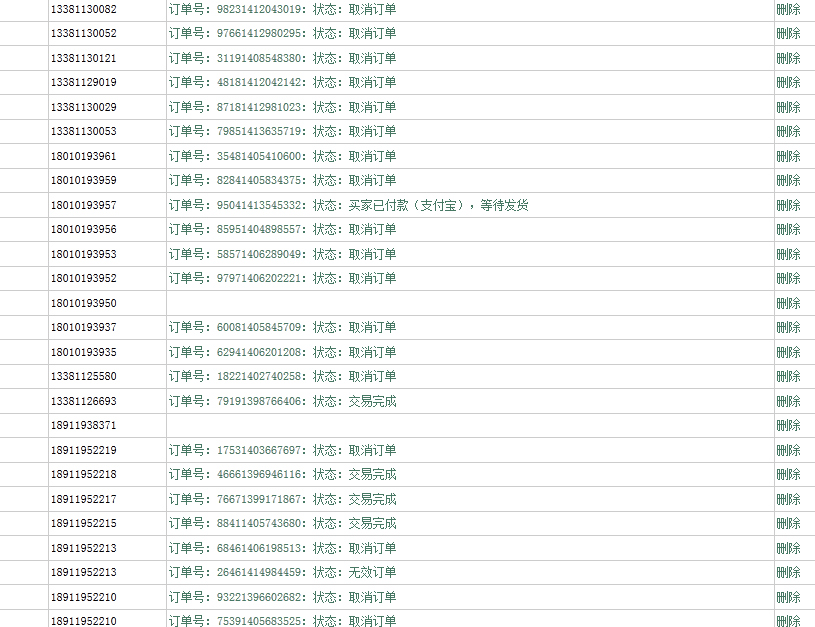 13381130082 订单号: 98231412043019: 状态: 取消订单 删除
13381130052 订单号: 97661412980295: 状态: 取消订单 删除
13381130121 订单号: 31191408548380: 状态: 取消订单 删除
13381129019 订单号: 48181412042142: 状态: 取消订单 删除
13381130029 订单号: 87181412981023: 状态: 取消订单 删除
13381130053 订单号: 79851413635719: 状态: 取消订单 删除
18010193961 订单号: 35481405410600: 状态: 取消订单 删除
18010193959 订单号: 82841405834375: 状态: 取消订单 删除
18010193957 订单号: 95041413545332: 状态: 买家已付款（支付宝），等待发货 删除
18010193956 订单号: 85951404898557: 状态: 取消订单 删除
18010193953 订单号: 58571406289049: 状态: 取消订单 删除
18010193952 订单号: 97971406202221: 状态: 取消订单 删除
18010193950 删除
18010193937 订单号: 60081405845709: 状态: 取消订单 删除
18010193935 订单号: 62941406201208: 状态: 取消订单 删除
13381125580 订单号: 18221402740258: 状态: 取消订单 删除
13381126693 订单号: 79191398766406: 状态: 交易完成 删除
18911938371 删除
18911952219 订单号: 17531403667697: 状态: 取消订单 删除
18911952218 订单号: 46661396946116: 状态: 交易完成 删除
18911952217 订单号: 76671399171867: 状态: 交易完成 删除
18911952215 订单号: 88411405743680: 状态: 交易完成 删除
18911952213 订单号: 68461406198513: 状态: 取消订单 删除
18911952213 订单号: 26461414984459: 状态: 无效订单 删除
18911952210 订单号: 93221396602682: 状态: 取消订单 删除
18911952210 订单号: 75391405683525: 状态: 取消订单 删除